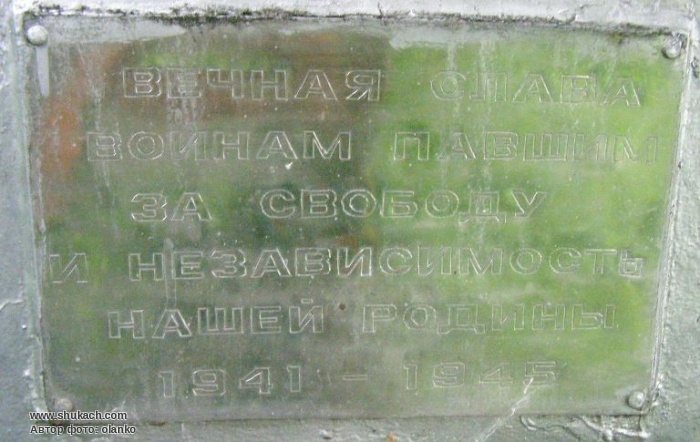 ВЕЧНАЯ СЛАВА
ВОИНАМ ПАВШИМ
ЗА СВОБОДУ
И НЕЗАВИСИМОСТЬ
НАШЕЙ РОДИНЫ
1941 - 1945
www.shukach.com
Автор фото: olanko